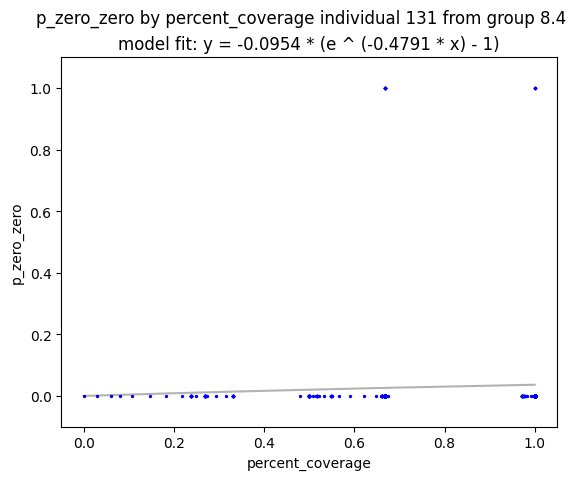 p_zero_zero by percent_coverage individual 131 from group 8.4
model fit: y = -0.0954 * (e ^ (-0.4791 * x) - 1)
1.0
0.8
0.6
0.4
0.2
0.0
p_zero_zero
0.0 0.2 0.4 0.6 0.8 1.0
percent_coverage